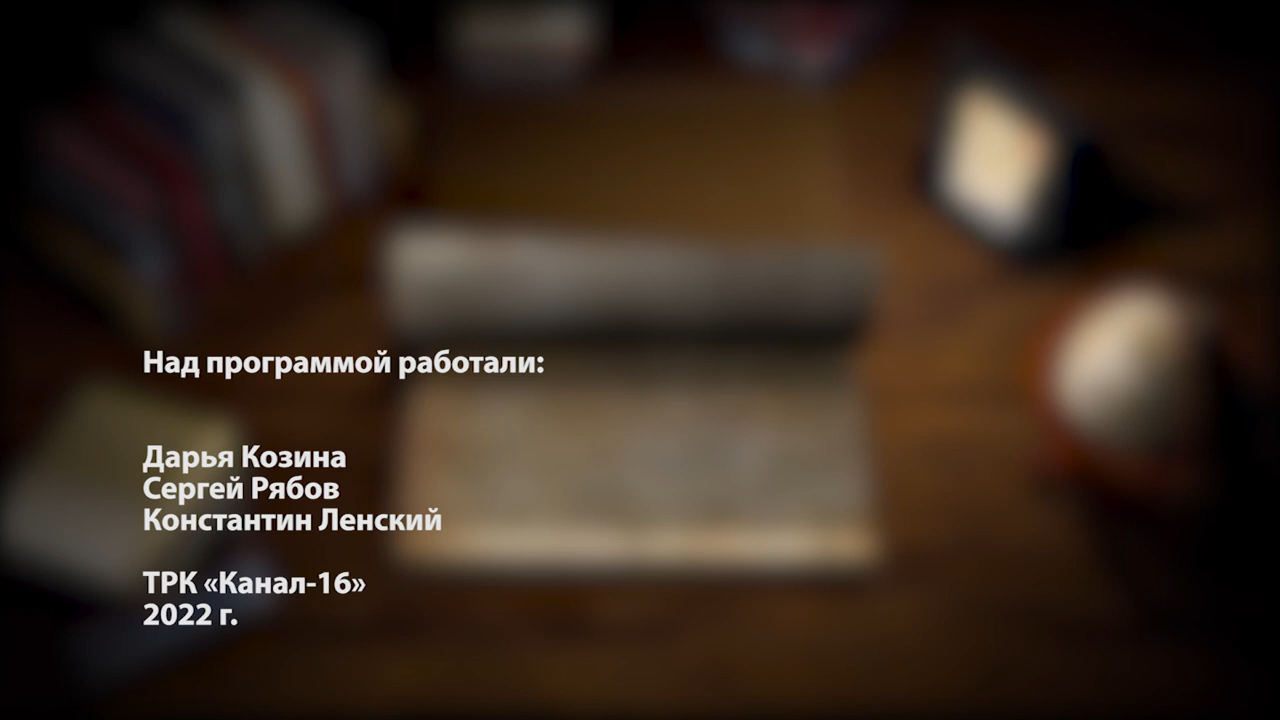 Над программой работали:
Дарья Козина
Сергей Рябов
Константин Ленский
ТРК «Канал-16»
2022 г.